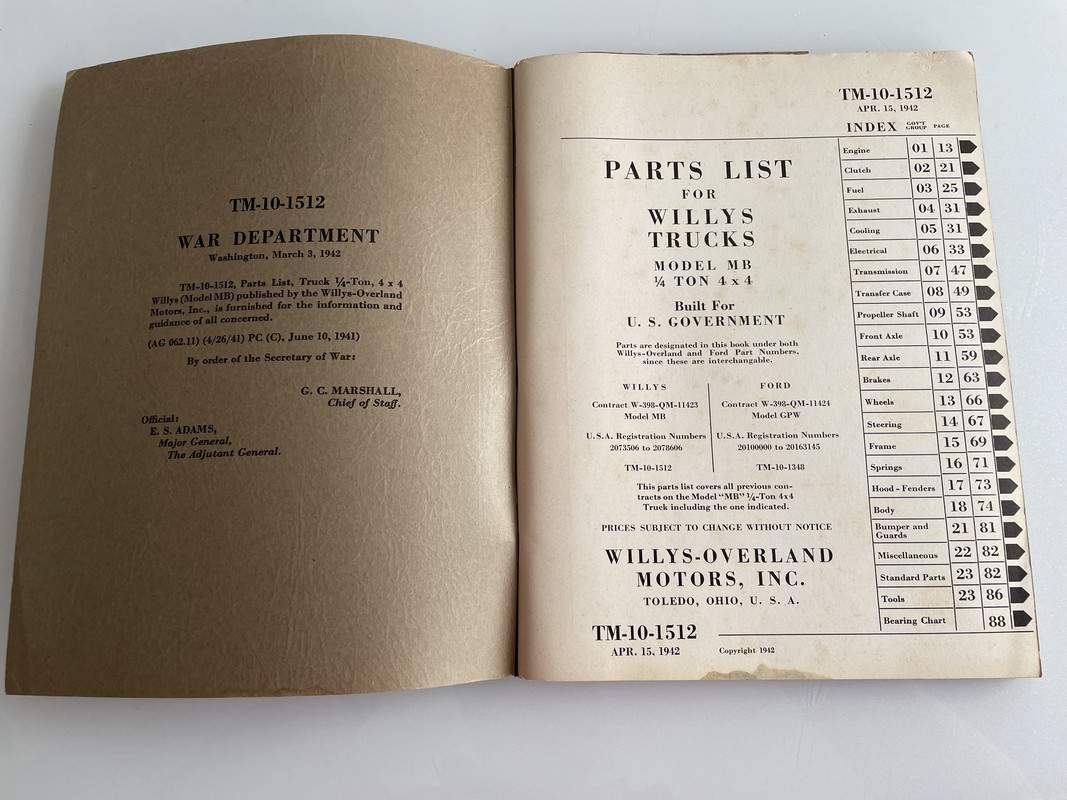 TM-10-1512
WAR DEPARTMENT
Washington, March 3, 1942
TM-10-1512, Parts List, Truck ¼-Ton, 4 x 4
Willys (Model MB) published by the Willys-Overland
Motors, Inc., is furnished for the information and
guidance of all concerned.
(AG 062.11) (4/26/41) PC (C), June 10, 1941)
By order of the Secretary of War:
G. C. MARSHALL,
Chief of Staff.
Official:
E. S. ADAMS,
Major General,
The Adjutant General.
TM-10-1512
APR. 15, 1942
PARTS LIST
FOR
WILLYS
TRUCKS
MODEL MB
¼ TON 4 x 4
Built For
U. S. GOVERNMENT
Parts are designated in this book under both
Willys-Overland and Ford Part Numbers,
since these are interchangeable.
WILLYS
Contract W-398-QM-11423
Model MB
U.S.A. Registration Numbers
2073506 to 2078606
TM-10-1512
FORD
Contract W-398-QM-11424
Model GPW
U.S.A. Registration Numbers
20100000 to 20163145
TM-10-1348
This parts list covers all previous con-
tracts on the Model "MB" ¼-Ton 4x4
Truck including the one indicated.
PRICES SUBJECT TO CHANGE WITHOUT NOTICE
WILLYS-OVERLAND
MOTORS, INC.
TOLEDO, OHIO, U. S. A.
TM-10-1512
APR. 15, 1942
Copyright 1942
INDEX GOV'T GROUP PAGE
Engine 01 13
Clutch 02 21
Fuel 03 25
Exhaust 04 31
Cooling 05 31
Electrical 06 33
Transmission 07 47
Transfer Case 08 49
Propeller Shaft 09 53
Front Axle 10 53
Rear Axle 11 59
Brakes 12 63
Wheels 13 66
Steering 14 67
Frame 15 69
Springs 16 71
Hood - Fenders 17 73
Body 18 74
Bumper and
Guards 21 81
Miscellaneous 22 82
Standard Parts 23 82
Tools 23 86
Bearing Chart 88